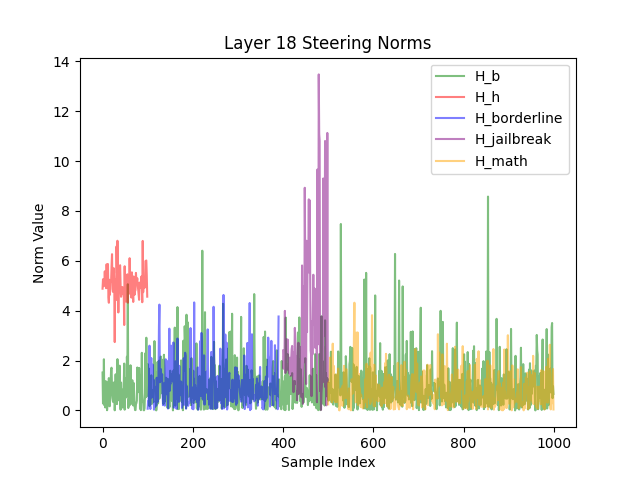 Layer 18 Steering Norms
14
12
10
8
6
4
2
0
Norm Value
H_b
H_h
H_borderline
H_jailbreak
H_math
0
200
400
600
800
1000
Sample Index